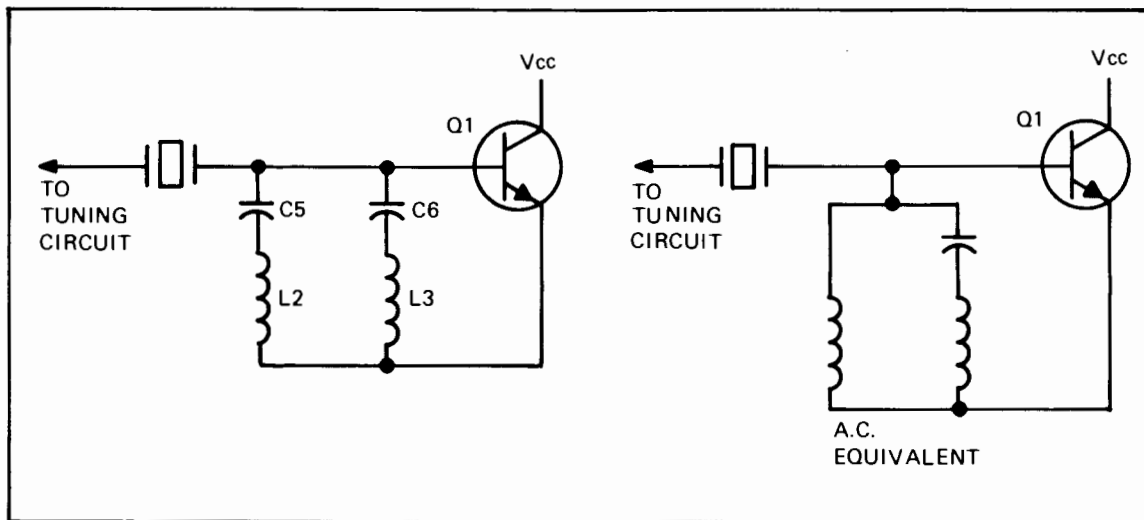 Vcc
Q1
TO
TUNING
CIRCUIT
C5
C6
L2
L3
Vcc
Q1
TO
TUNING
CIRCUIT
A.C.
EQUIVALENT